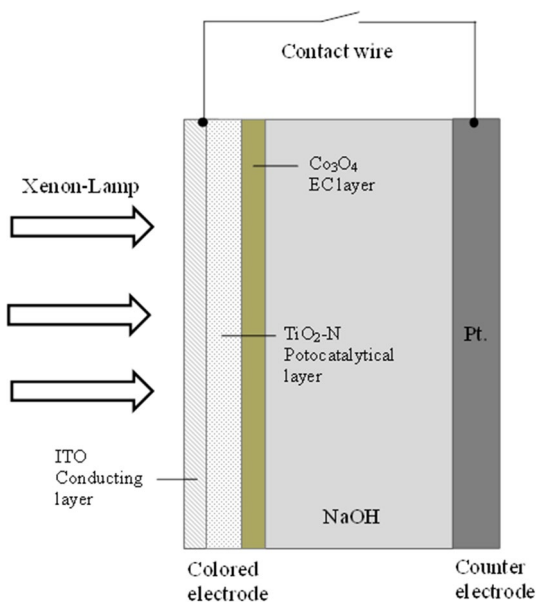 Contact wire
Co₃O₄
EC layer
Xenon-Lamp
TiO₂-N
Potocatalytical
layer
Pt.
ITO
Conducting
layer
NaOH
Colored
electrode
Counter
electrode